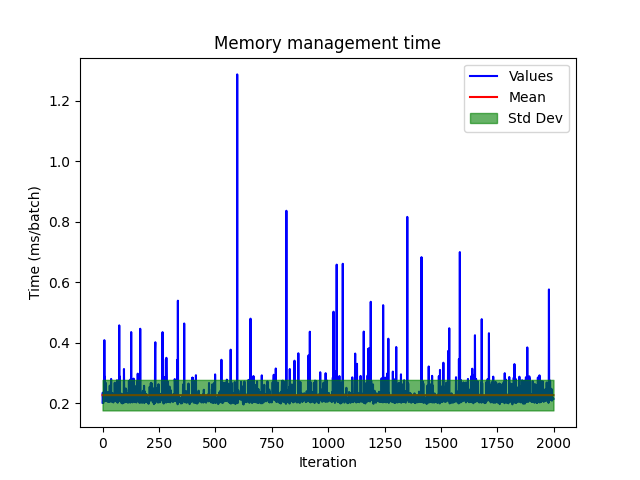 Memory management time
Values
Mean
Std Dev
Time (ms/batch)
1.2
1.0
0.8
0.6
0.4
0.2
0 250 500 750 1000 1250 1500 1750 2000
Iteration